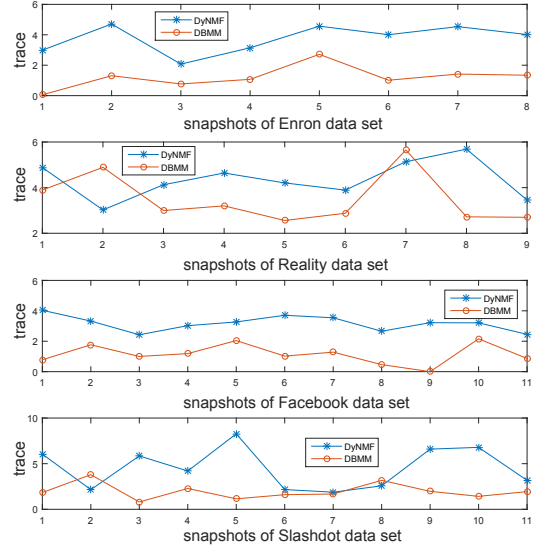 6
4
2
0
trace
DyNMF
DBMM
1 2 3 4 5 6 7 8
snapshots of Enron data set
6
4
2
trace
DyNMF
DBMM
1 2 3 4 5 6 7 8 9
snapshots of Reality data set
6
4
2
0
trace
DyNMF
DBMM
1 2 3 4 5 6 7 8 9 10 11
snapshots of Facebook data set
10
5
0
trace
DyNMF
DBMM
1 2 3 4 5 6 7 8 9 10 11
snapshots of Slashdot data set